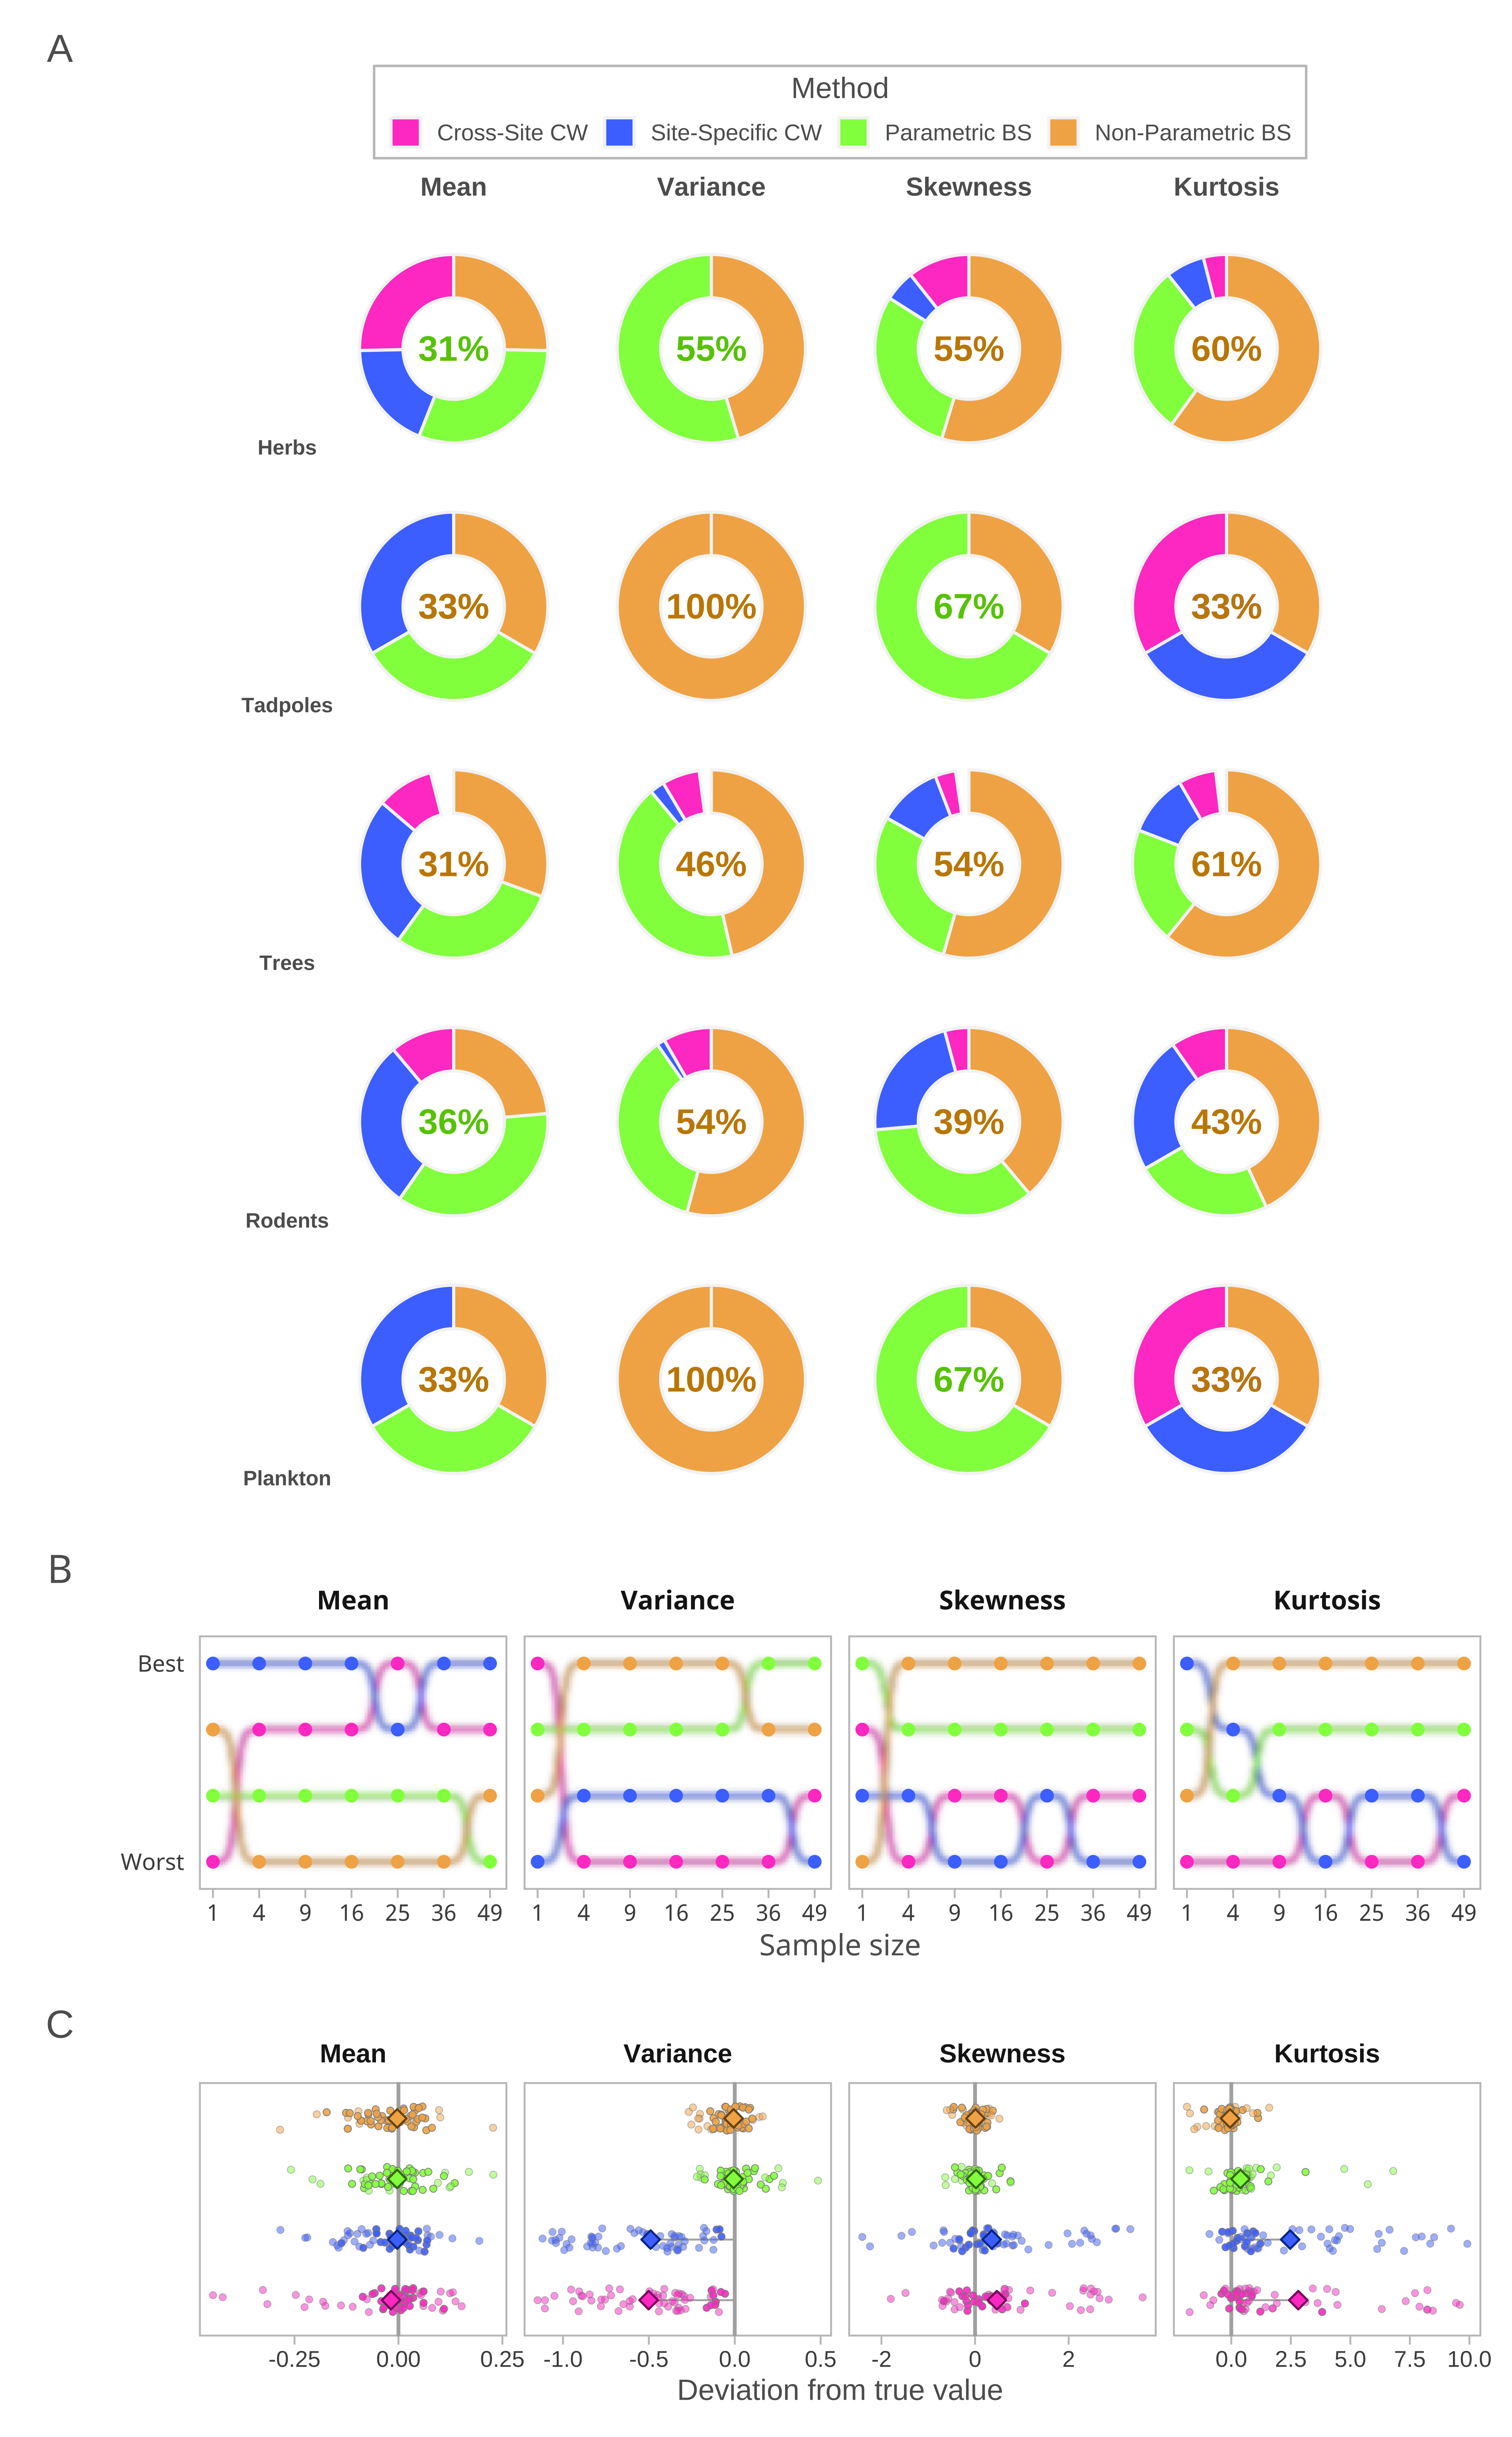 A
Method
Cross-Site CW Site-Specific CW Parametric BS Non-Parametric BS
Mean Variance Skewness Kurtosis
31% 55% 55% 60%
Herbs
33% 100% 67% 33%
Tadpoles
31% 46% 54% 61%
Trees
36% 54% 39% 43%
Rodents
33% 100% 67% 33%
Plankton
B
Mean Variance Skewness Kurtosis
Best
Worst
1 4 9 16 25 36 49 1 4 9 16 25 36 49 1 4 9 16 25 36 49 1 4 9 16 25 36 49
Sample size
C
Mean Variance Skewness Kurtosis
-0.25 0.00 0.25 -1.0 -0.5 0.0 0.5 -2 0 2 0.0 2.5 5.0 7.5 10.0
Deviation from true value